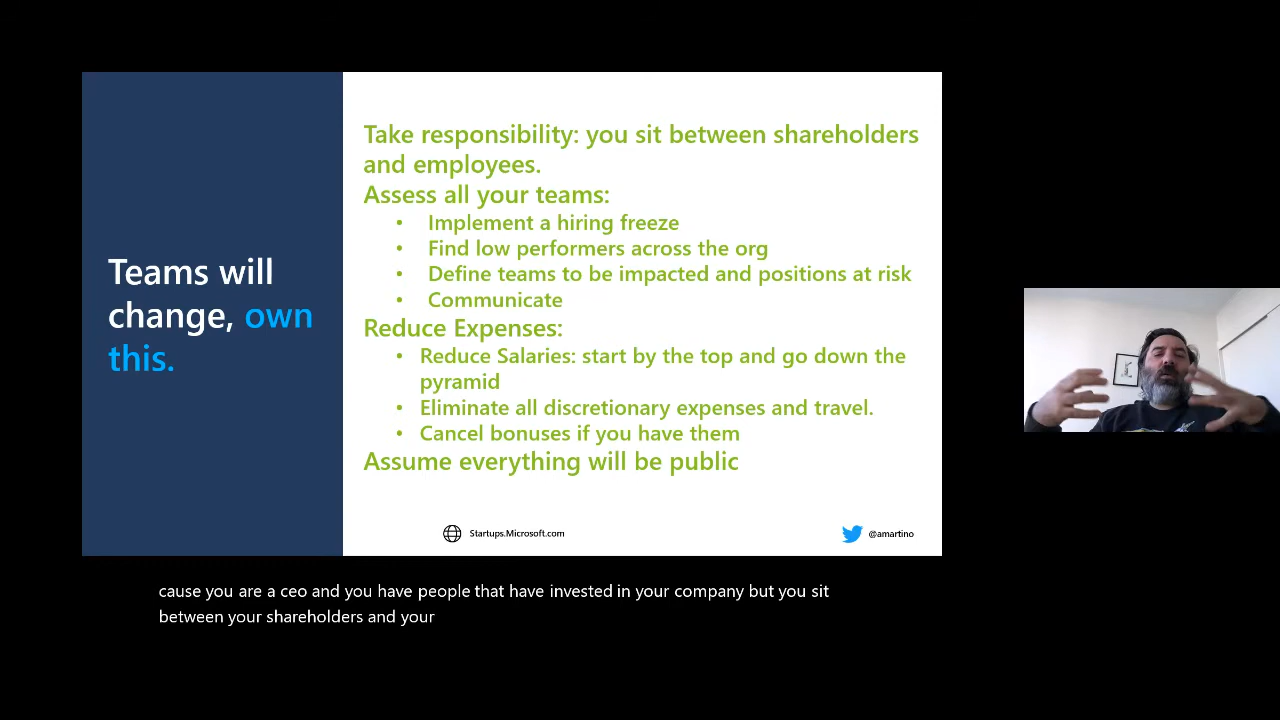 Teams will
change, own
this.
Take responsibility: you sit between shareholders
and employees.
Assess all your teams:
• Implement a hiring freeze
• Find low performers across the org
• Define teams to be impacted and positions at risk
• Communicate
Reduce Expenses:
• Reduce Salaries: start by the top and go down the
pyramid
• Eliminate all discretionary expenses and travel.
• Cancel bonuses if you have them
Assume everything will be public
Startups.Microsoft.com
@amartino
cause you are a ceo and you have people that have invested in your company but you sit
between your shareholders and your